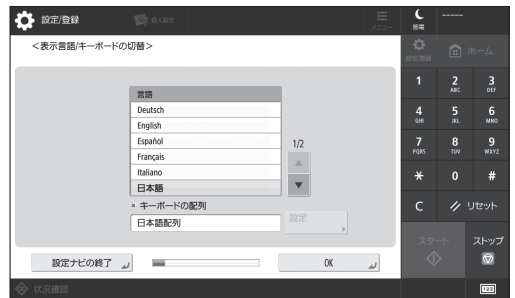 設定/登録
個人設定
メニュー
節電
-----
<表示言語/キーボードの切替>
設定/登録
ホーム
言語
Deutsch
English
Español
Français
Italiano
日本語
1/2
キーボードの配列
日本語配列
設定
設定ナビの終了
OK
状況確認
1
2 ABC
3 DEF
4 GHI
5 JKL
6 MNO
7 PQRS
8 TUV
9 WXYZ
*
0
#
C
リセット
スタート
ストップ
123